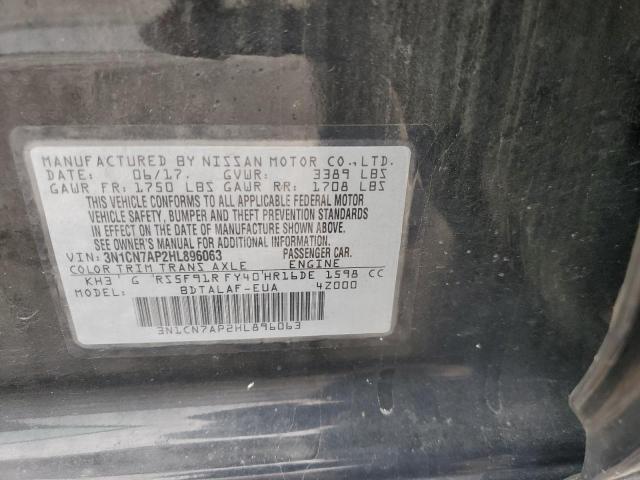 MANUFACTURED BY NISSAN MOTOR CO.,LTD.
DATE: 06/17. GVWR: 3389 LBS
GAWR FR: 1750 LBS GAWR RR: 1708 LBS
THIS VEHICLE CONFORMS TO ALL APPLICABLE FEDERAL MOTOR
VEHICLE SAFETY, BUMPER AND THEFT PREVENTION STANDARDS
IN EFFECT ON THE DATE OF MANUFACTURE SHOWN ABOVE.
SEE OWNER'S MANUAL FOR ADDITIONAL INFORMATION.
VIN: 3N1CN7AP2HL896063 PASSENGER CAR.
COLOR TRIM TRANS AXLE ENGINE
KH3 G RS5F91R FY40 HR16DE 1598 CC
MODEL: BDTALAF-EUA 4Z000
3N1CN7AP2HL896063